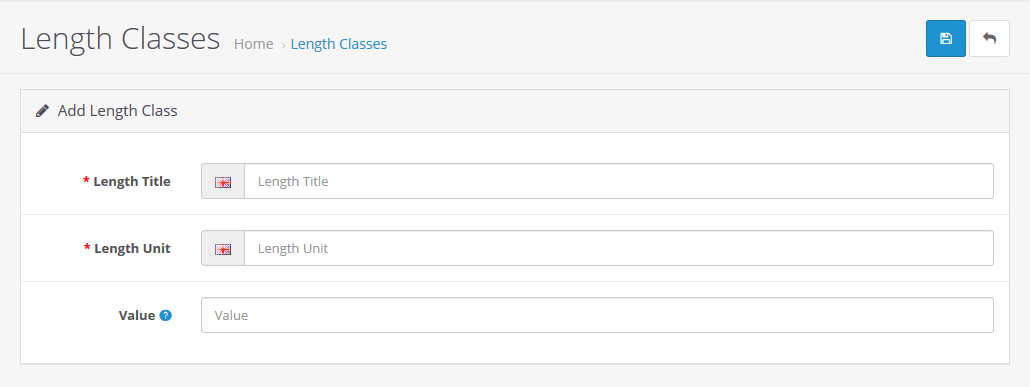 Length Classes Home › Length Classes
Add Length Class
* Length Title Length Title
* Length Unit Length Unit
Value ? Value